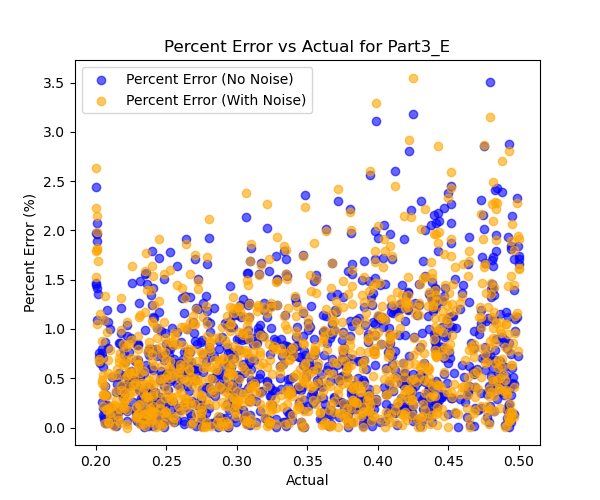 Percent Error vs Actual for Part3_E
Percent Error (No Noise)
Percent Error (With Noise)
Percent Error (%)
3.5
3.0
2.5
2.0
1.5
1.0
0.5
0.0
0.20 0.25 0.30 0.35 0.40 0.45 0.50
Actual